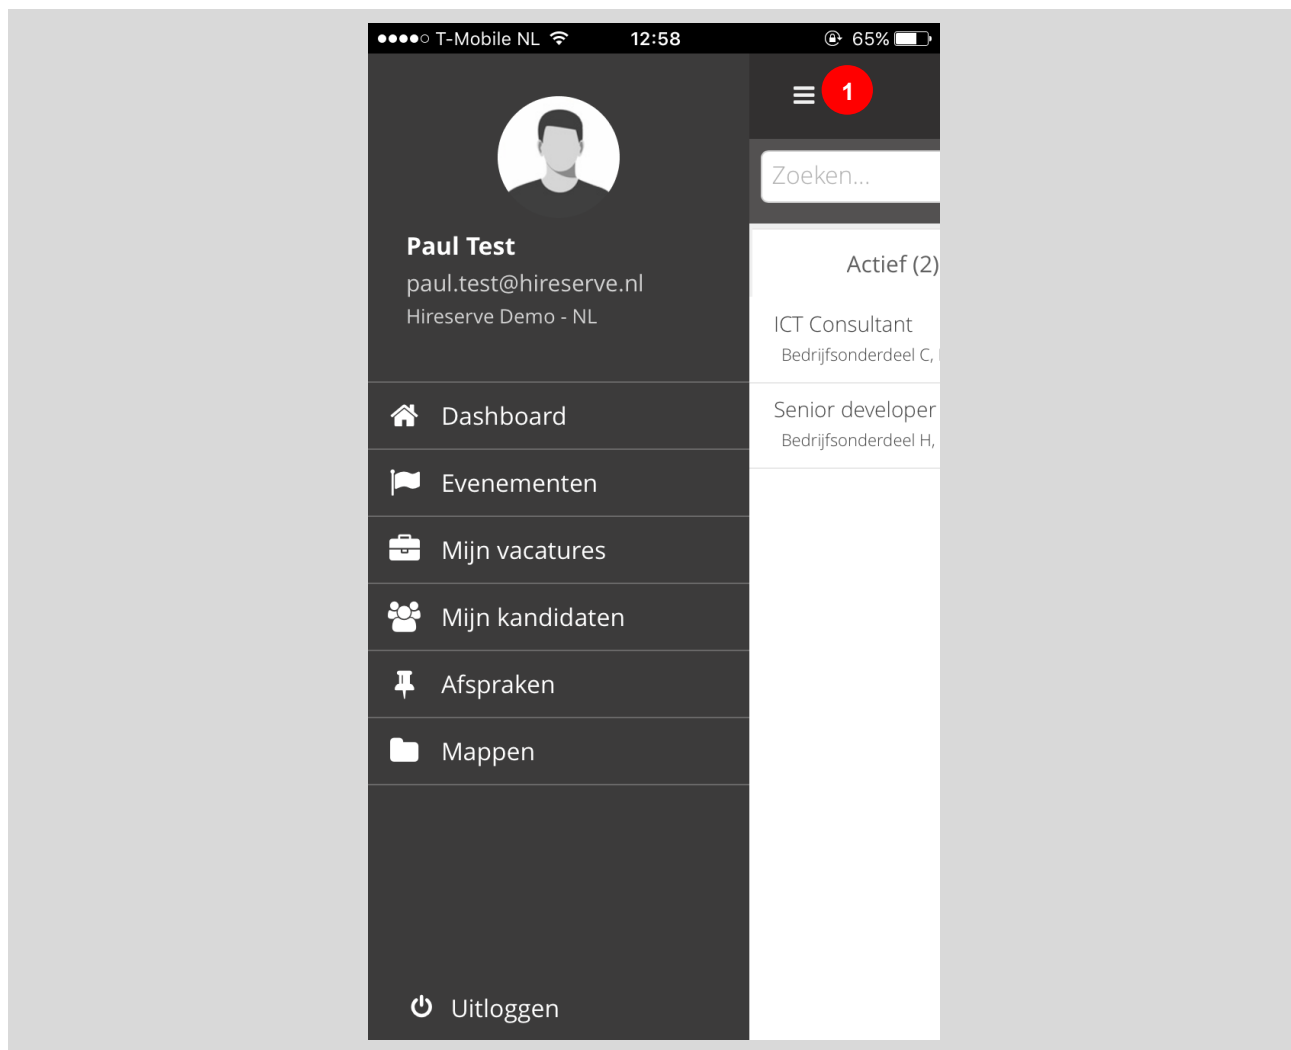 T-Mobile NL 12:58 65%
1
Zoeken...
Paul Test
paul.test@hireserve.nl
Hireserve Demo - NL
Actief (2)
ICT Consultant
Bedrijfsonderdeel C,
Senior developer
Bedrijfsonderdeel H,
Dashboard
Evenementen
Mijn vacatures
Mijn kandidaten
Afspraken
Mappen
Uitloggen